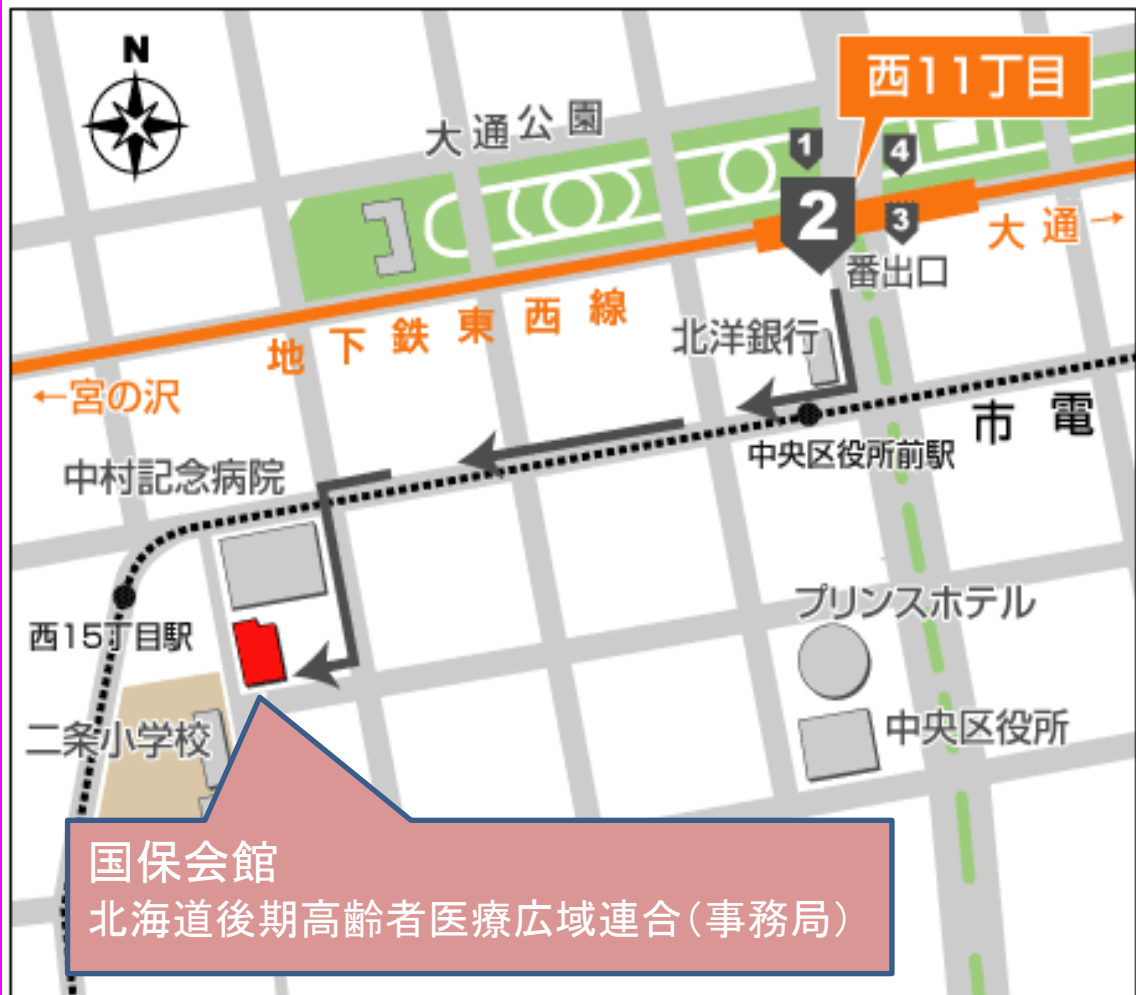 N
西11丁目
大通公園
1
4
2
3
大通→
番出口
地下鉄東西線
北洋銀行
←宮の沢
市電
中央区役所前駅
中村記念病院
プリンスホテル
西15丁目駅
中央区役所
二条小学校
国保会館
北海道後期高齢者医療広域連合(事務局)